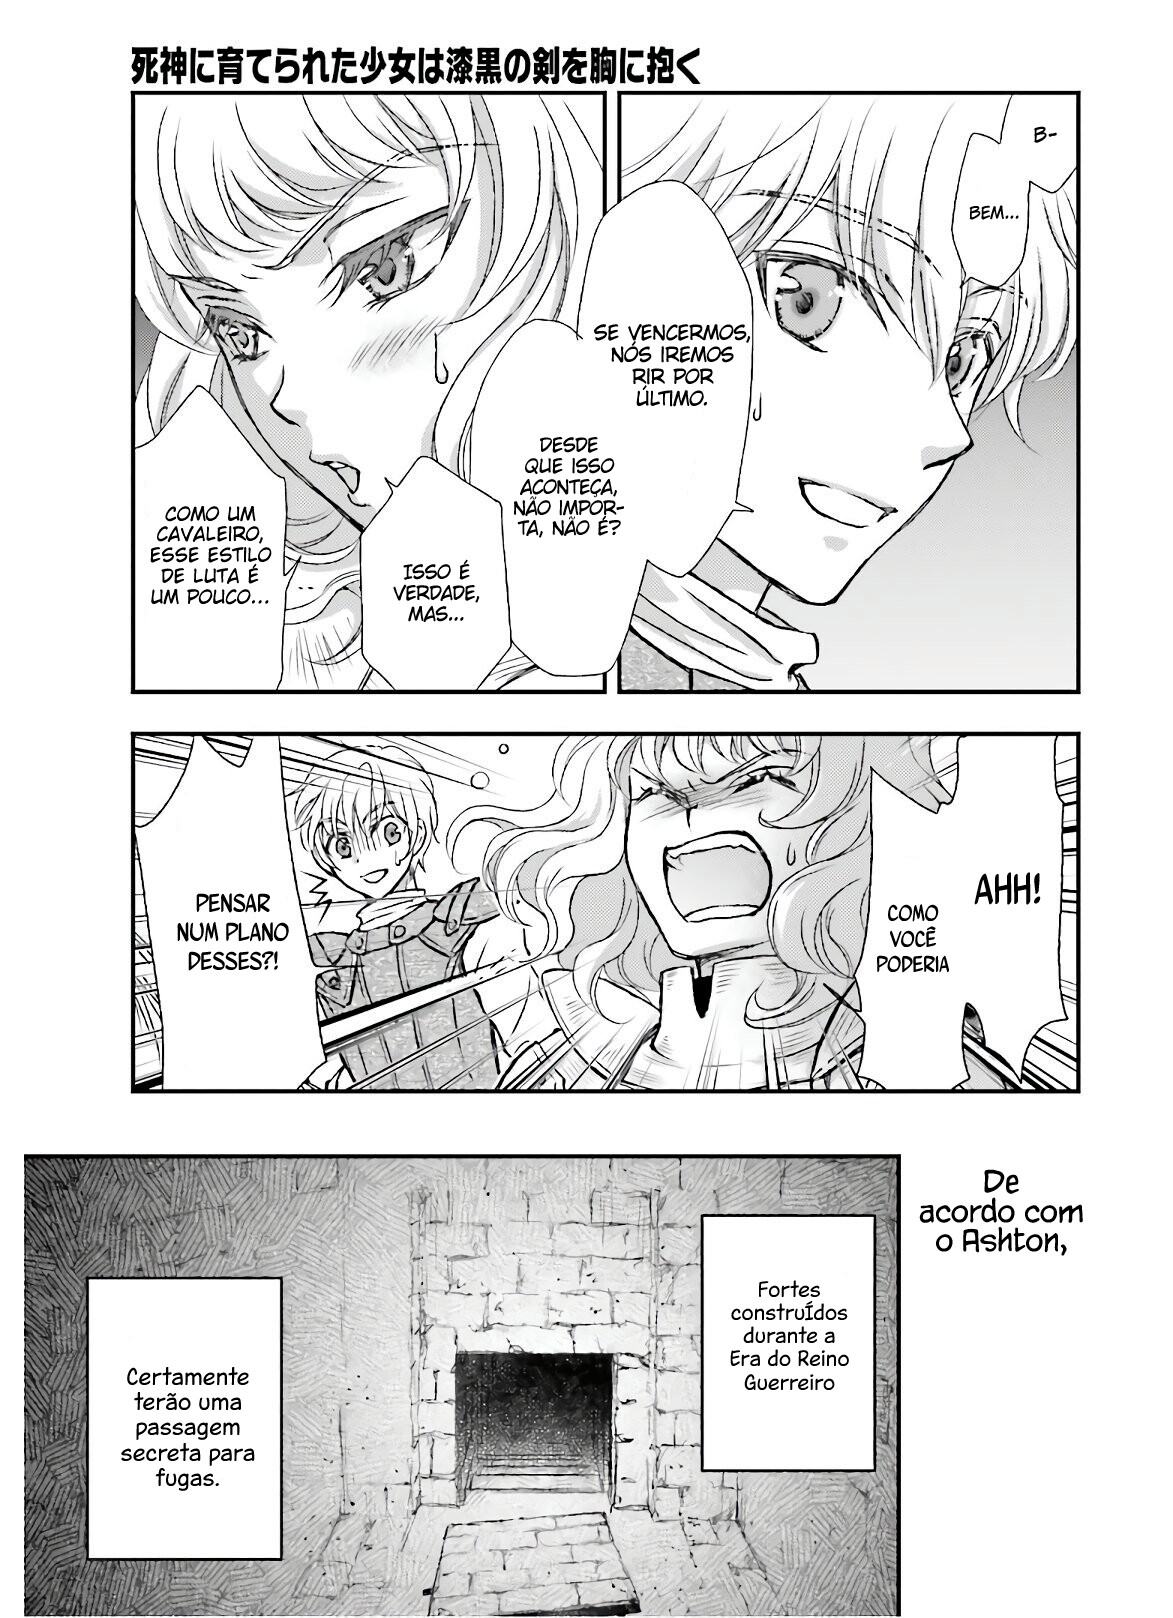 死神に育てられた少女は漆黒の剣を胸に抱く
B-
BEM...
SE VENCERMOS,
NÓS IREMOS
RIR POR
ÚLTIMO.
DESDE
QUE ISSO
ACONTEÇA,
NÃO IMPOR-
TA, NÃO É?
ISSO É
VERDADE,
MAS...
COMO UM
CAVALEIRO,
ESSE ESTILO
DE LUTA É
UM POUCO...
AHH!
COMO
VOCÊ
PODERIA
PENSAR
NUM PLANO
DESSES?!
De
acordo com
o Ashton,
Fortes
construÍdos
durante a
Era do Reino
Guerreiro
Certamente
terão uma
passagem
secreta para
fugas.